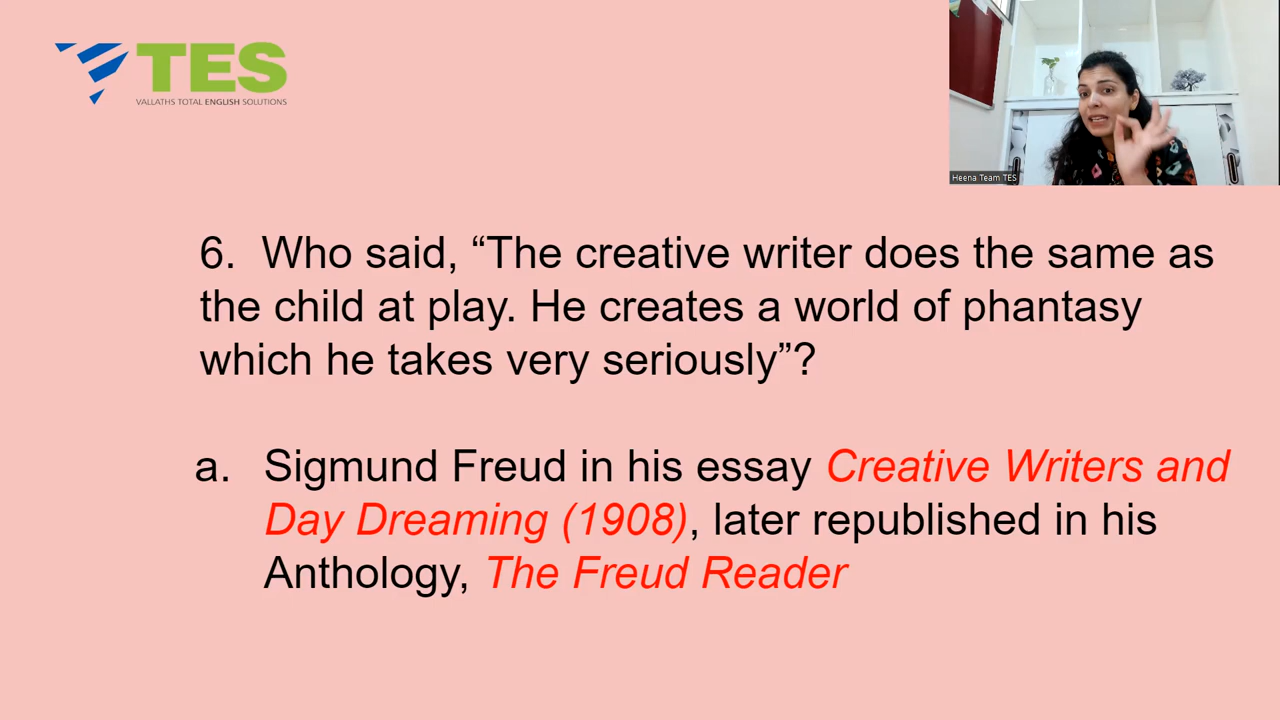 TES
VALLATHS TOTAL ENGLISH SOLUTIONS
Heena Team TES
6. Who said, “The creative writer does the same as
the child at play. He creates a world of phantasy
which he takes very seriously”?
a. Sigmund Freud in his essay Creative Writers and
Day Dreaming (1908), later republished in his
Anthology, The Freud Reader